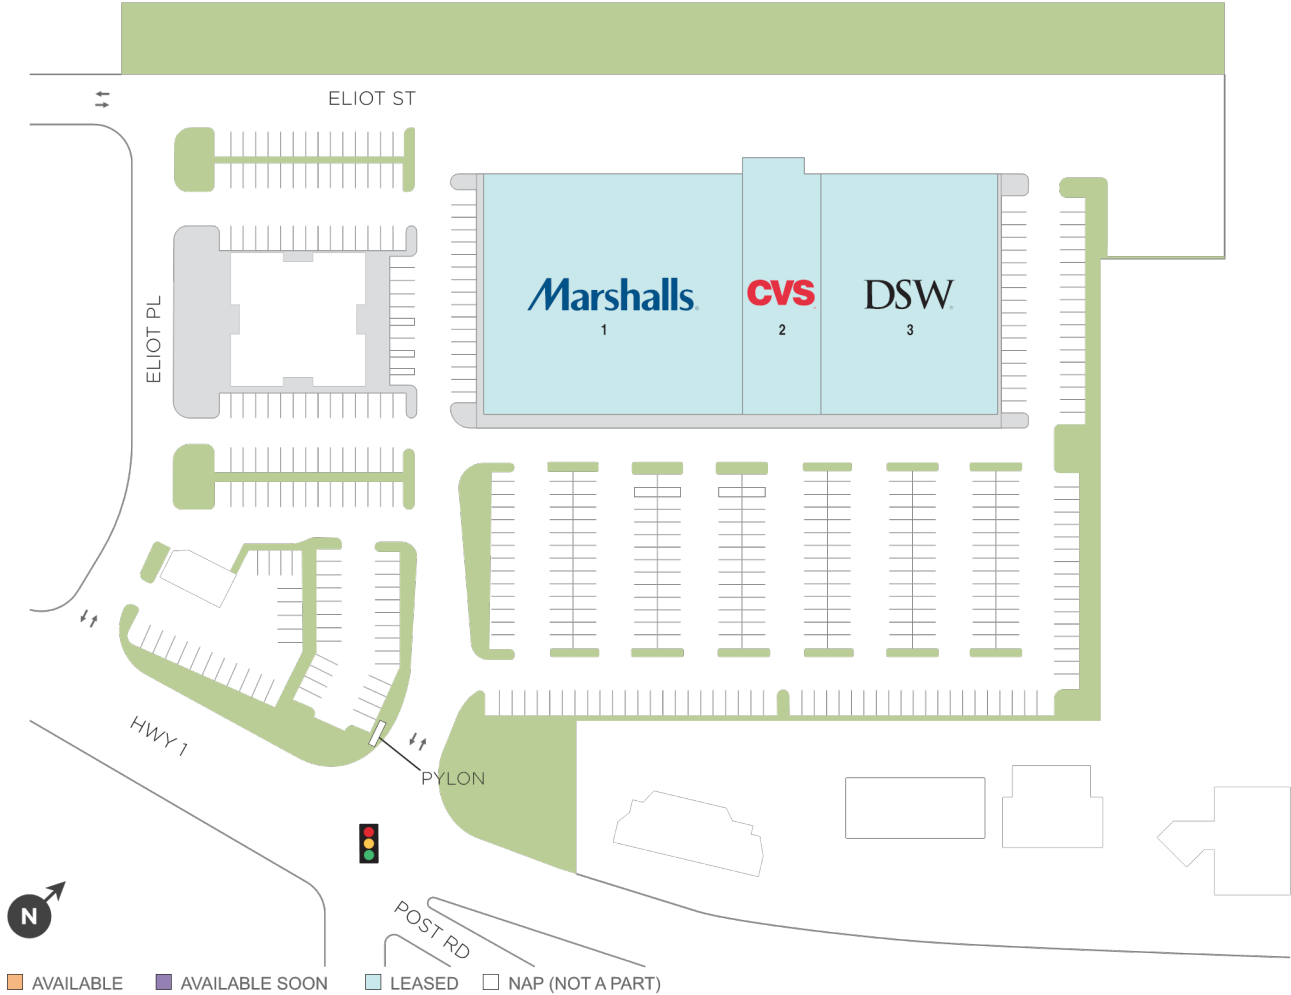 ELIOT ST
Marshalls
1
CVS
2
DSW
3
ELIOT PL
HWY 1
PYLON
POST RD
N
AVAILABLE
AVAILABLE SOON
LEASED
NAP (NOT A PART)